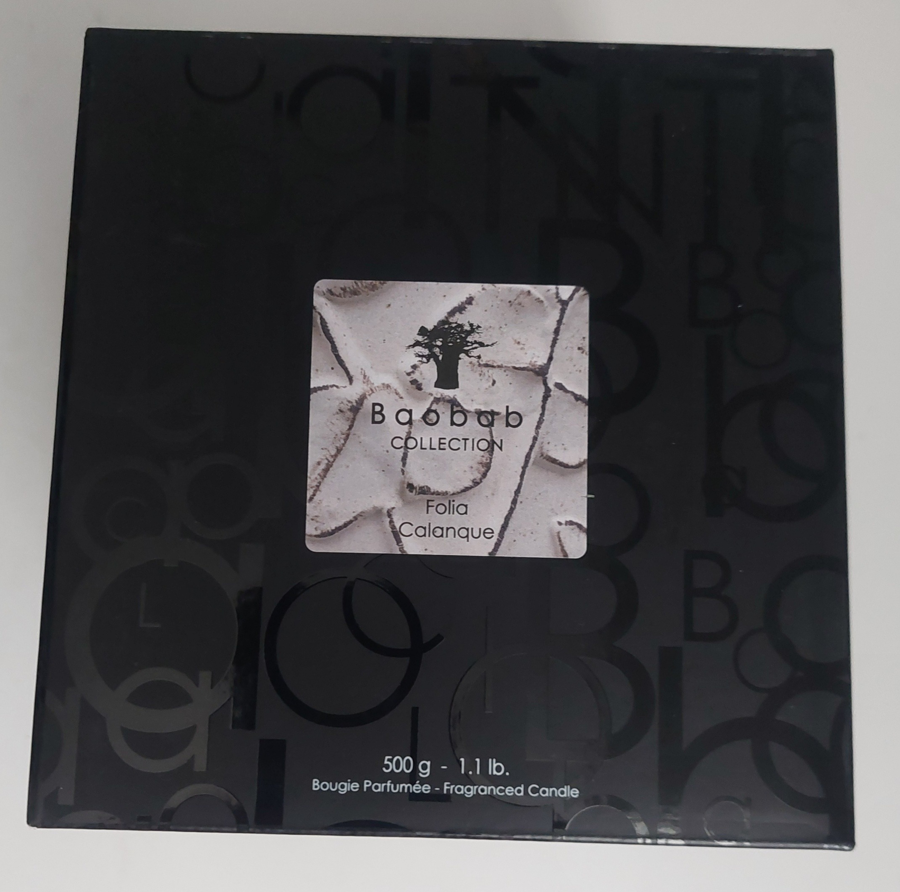 Baobab
COLLECTION
Folia
Calanque
500 g - 1.1 lb.
Bougie Parfumée - Fragranced Candle